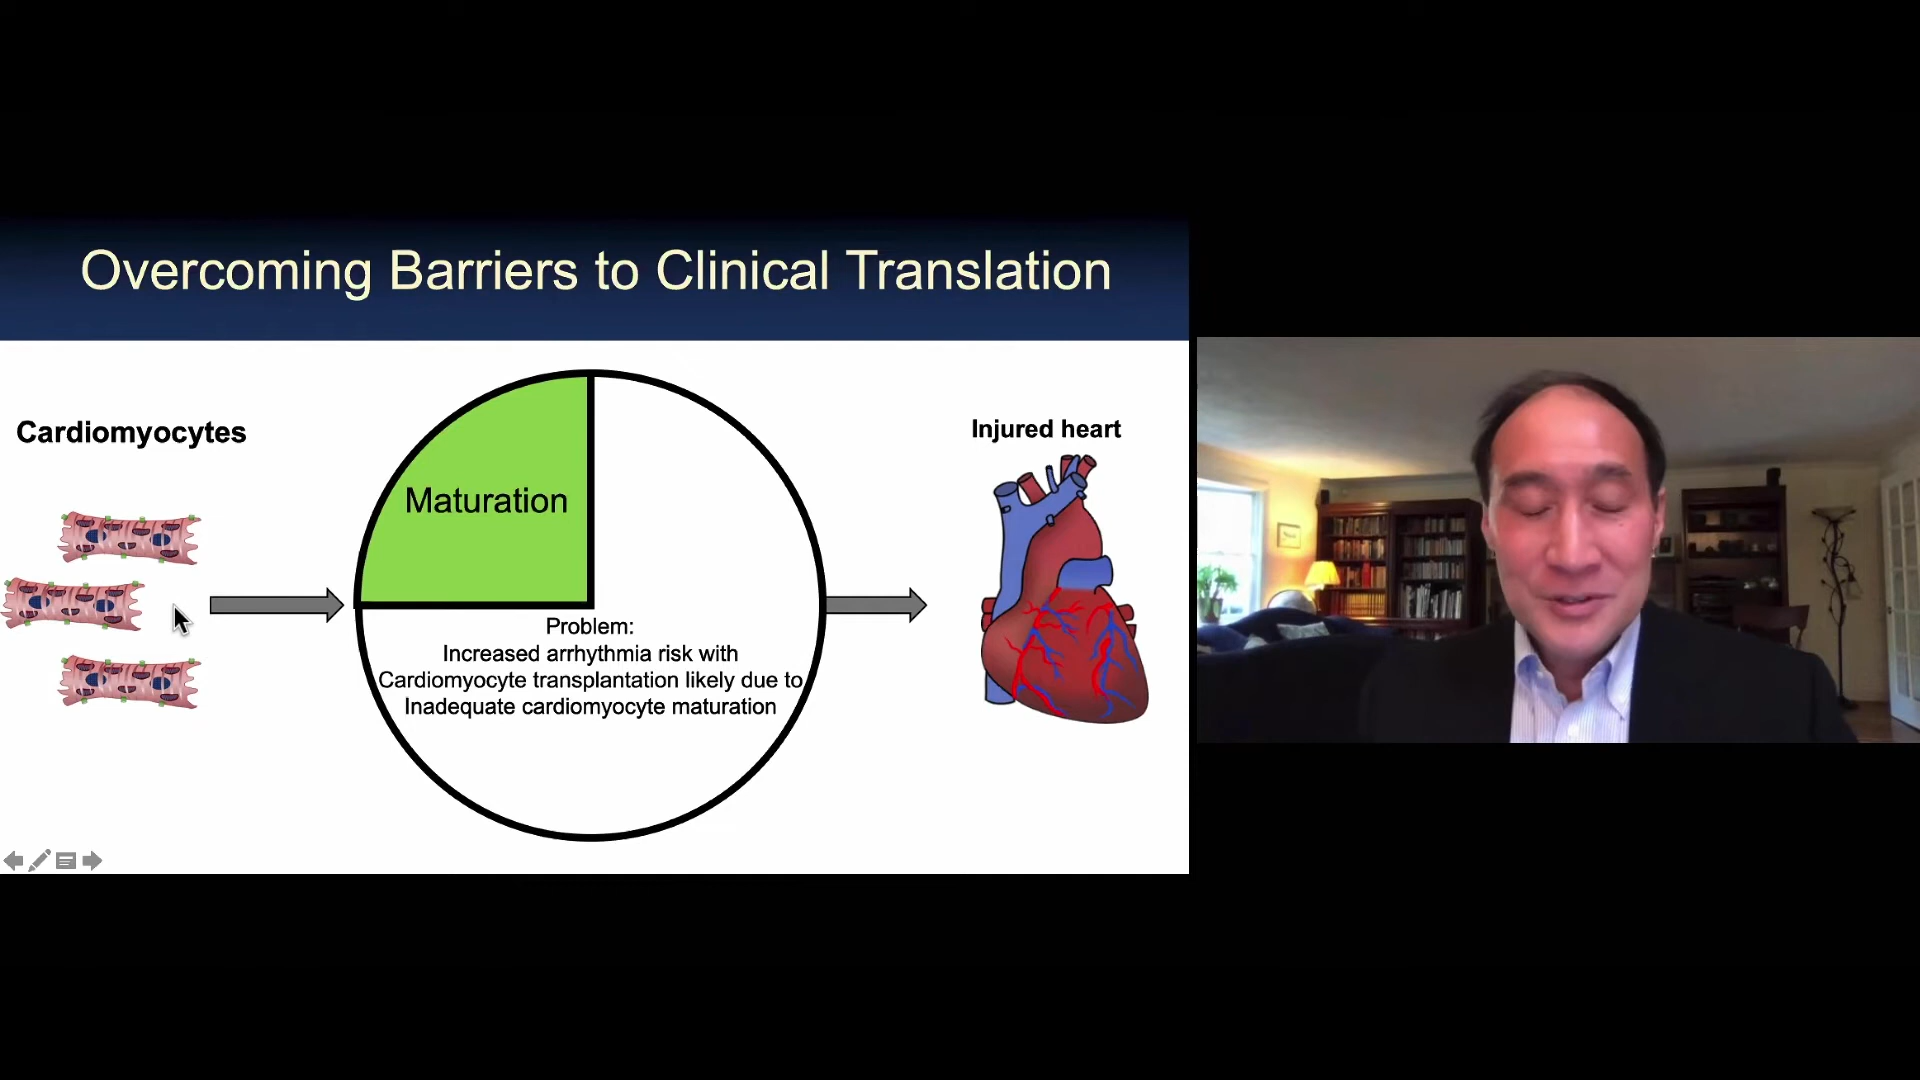 Overcoming Barriers to Clinical Translation
Cardiomyocytes
Maturation
Problem:
Increased arrhythmia risk with
Cardiomyocyte transplantation likely due to
Inadequate cardiomyocyte maturation
Injured heart